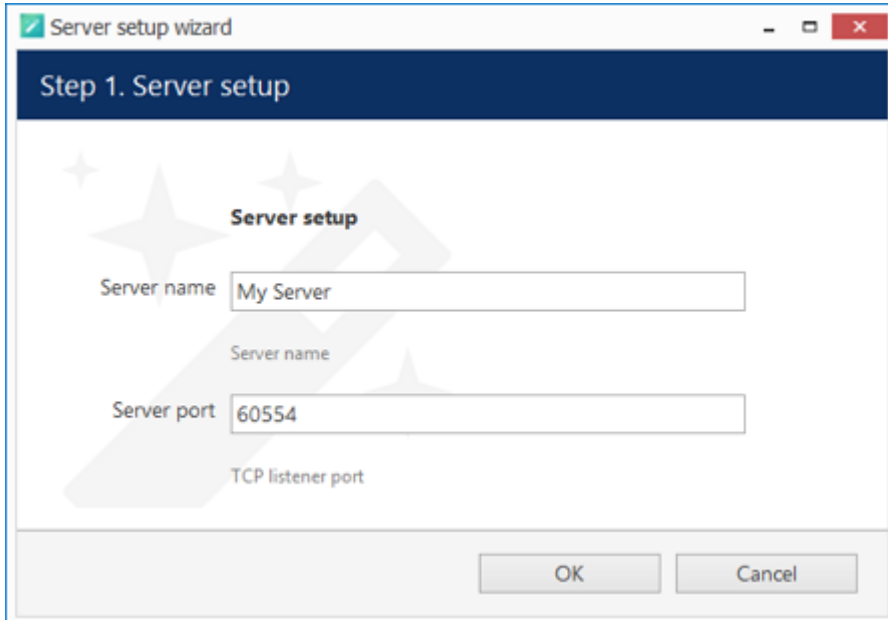 Server setup wizard
Step 1. Server setup
Server setup
Server name My Server
Server name
Server port 60554
TCP listener port
OK Cancel